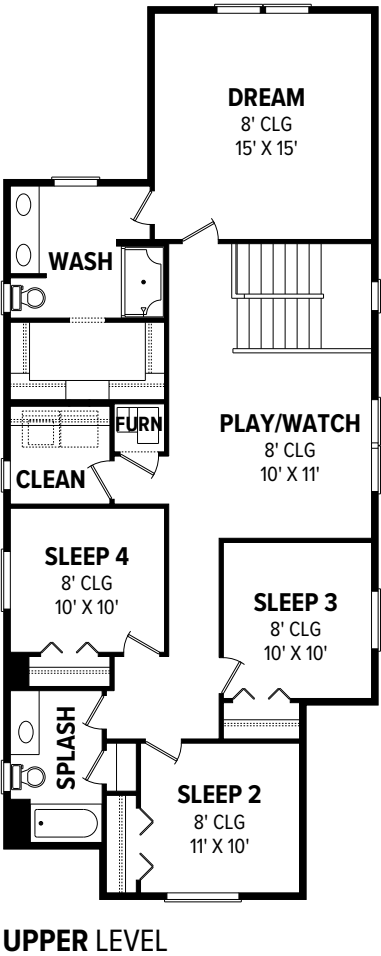 DREAM
8' CLG
15' X 15'
WASH
FURN
PLAY/WATCH
8' CLG
10' X 11'
CLEAN
SLEEP 4
8' CLG
10' X 10'
SLEEP 3
8' CLG
10' X 10'
SPLASH
SLEEP 2
8' CLG
11' X 10'
UPPER LEVEL